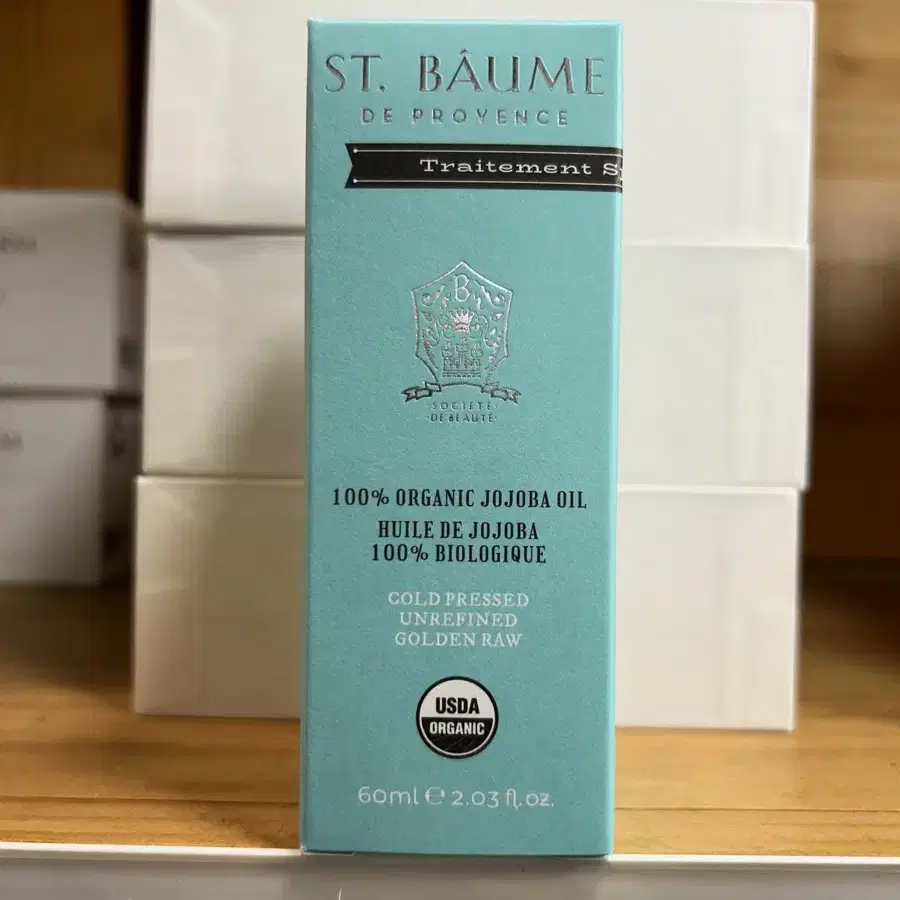 ST. BÂUME
DE PROVENCE
Traitement S
B
SOCIÉTÉ
·DE BEAUTÉ·
100% ORGANIC JOJOBA OIL
HUILE DE JOJOBA
100% BIOLOGIQUE
COLD PRESSED
UNREFINED
GOLDEN RAW
USDA
ORGANIC
60ml ℮ 2.03 fl. oz.